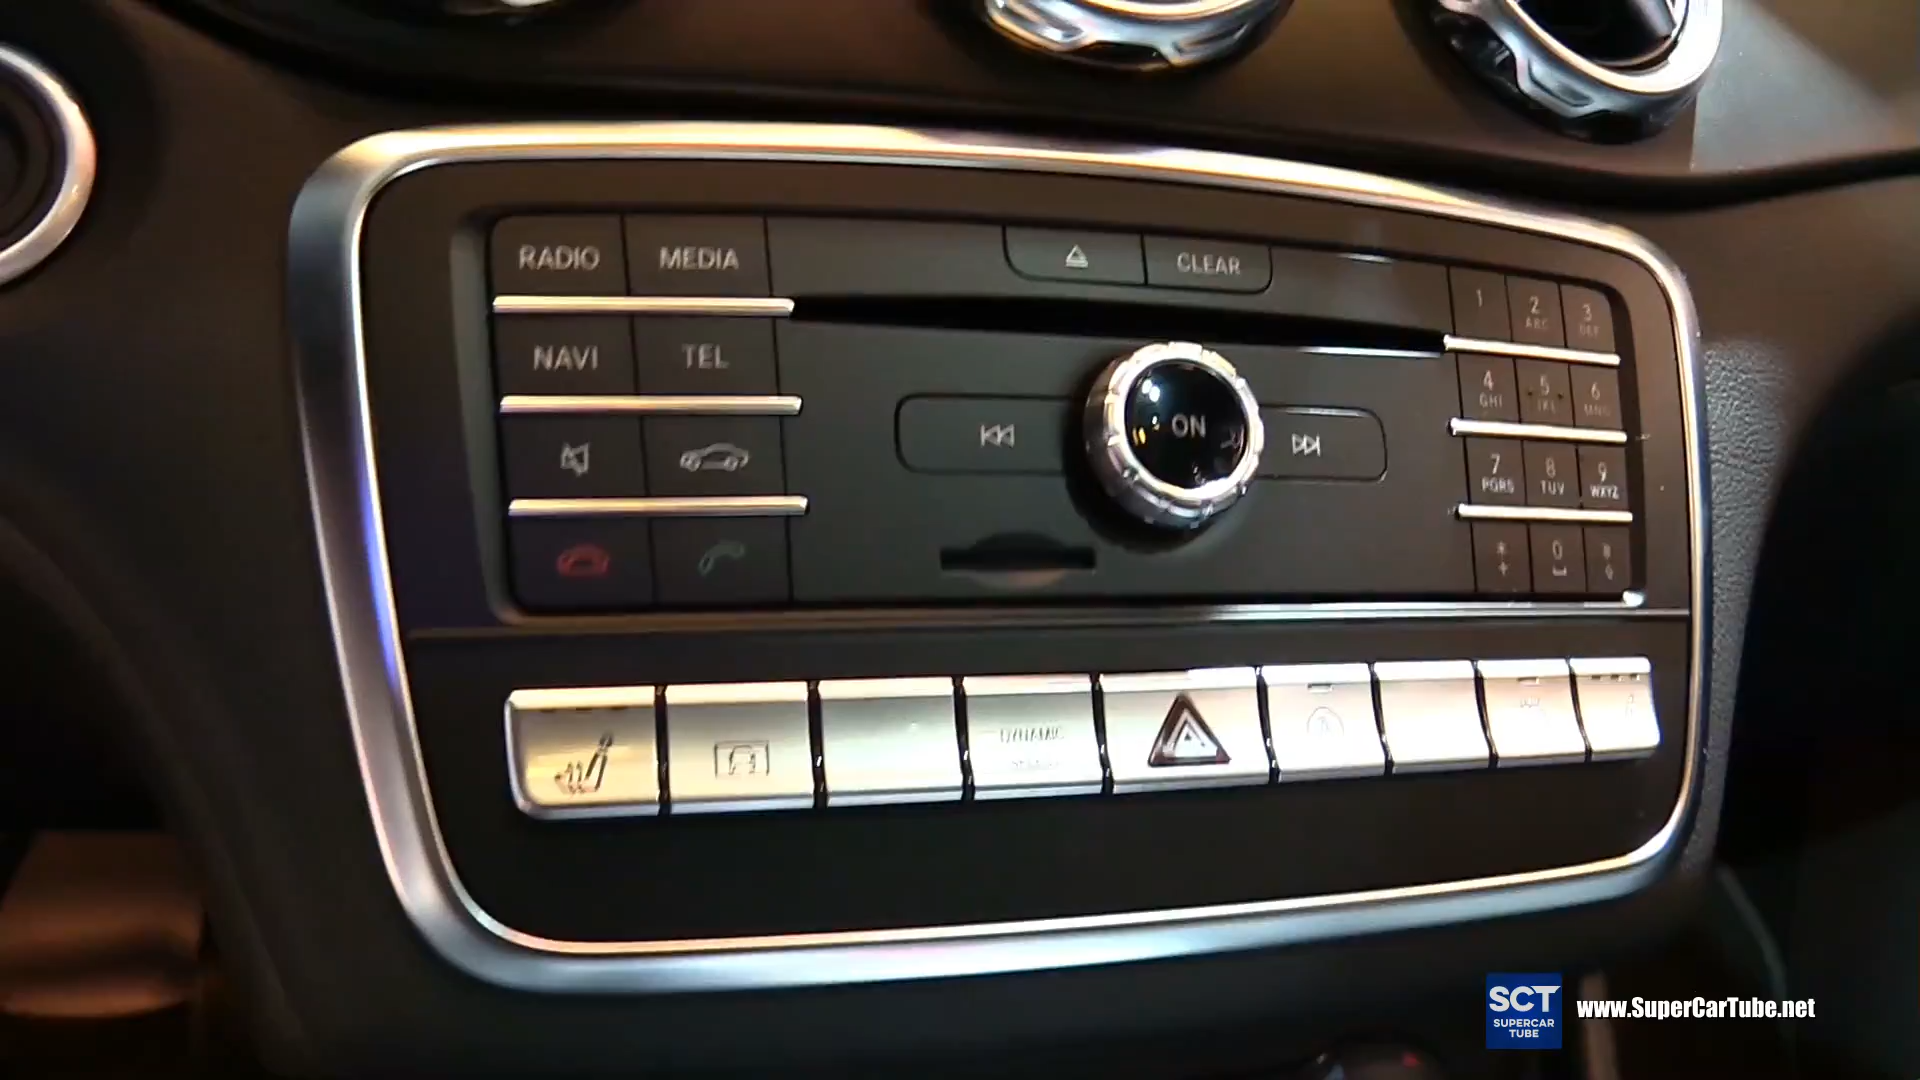 RADIO MEDIA CLEAR
1 2 ABC 3 DEF
NAVI TEL
4 GHI 5 JKL 6 MNO
ON
7 PQRS 8 TUV 9 WXYZ
* + 0
DYNAMIC
SCT
SUPERCAR
TUBE
www.SuperCarTube.net